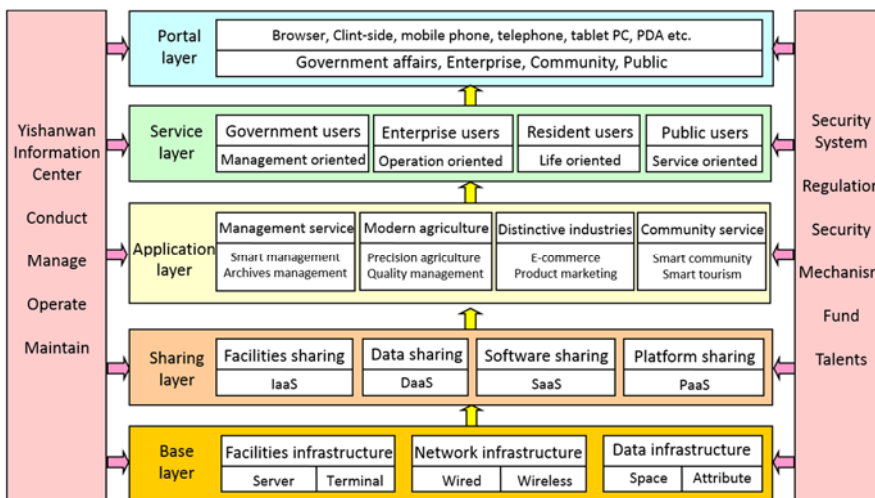 Yishanwan
Information
Center
Conduct
Manage
Operate
Maintain
Portal
layer
Browser, Clint-side, mobile phone, telephone, tablet PC, PDA etc.
Government affairs, Enterprise, Community, Public
Service
layer
Government users
Management oriented
Enterprise users
Operation oriented
Resident users
Life oriented
Public users
Service oriented
Application
layer
Management service
Smart management
Archives management
Modern agriculture
Precision agriculture
Quality management
Distinctive industries
E-commerce
Product marketing
Community service
Smart community
Smart tourism
Sharing
layer
Facilities sharing
IaaS
Data sharing
DaaS
Software sharing
SaaS
Platform sharing
PaaS
Base
layer
Facilities infrastructure
Server
Terminal
Network infrastructure
Wired
Wireless
Data infrastructure
Space
Attribute
Security
System
Regulation
Security
Mechanism
Fund
Talents